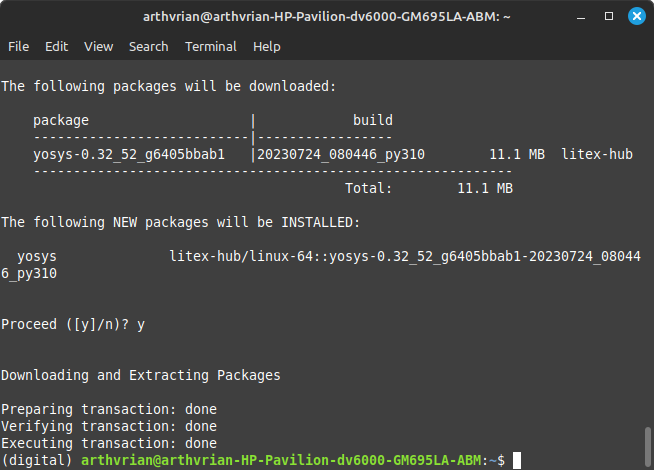 arthvrian@arthvrian-HP-Pavilion-dv6000-GM695LA-ABM: ~
File Edit View Search Terminal Help
The following packages will be downloaded:
package | build
---------------------------|-----------------
yosys-0.32_52_g6405bbab1 |20230724_080446_py310 11.1 MB litex-hub
------------------------------------------------------------
Total: 11.1 MB
The following NEW packages will be INSTALLED:
yosys litex-hub/linux-64::yosys-0.32_52_g6405bbab1-20230724_08044
6_py310
Proceed ([y]/n)? y
Downloading and Extracting Packages
Preparing transaction: done
Verifying transaction: done
Executing transaction: done
(digital) arthvrian@arthvrian-HP-Pavilion-dv6000-GM695LA-ABM:~$